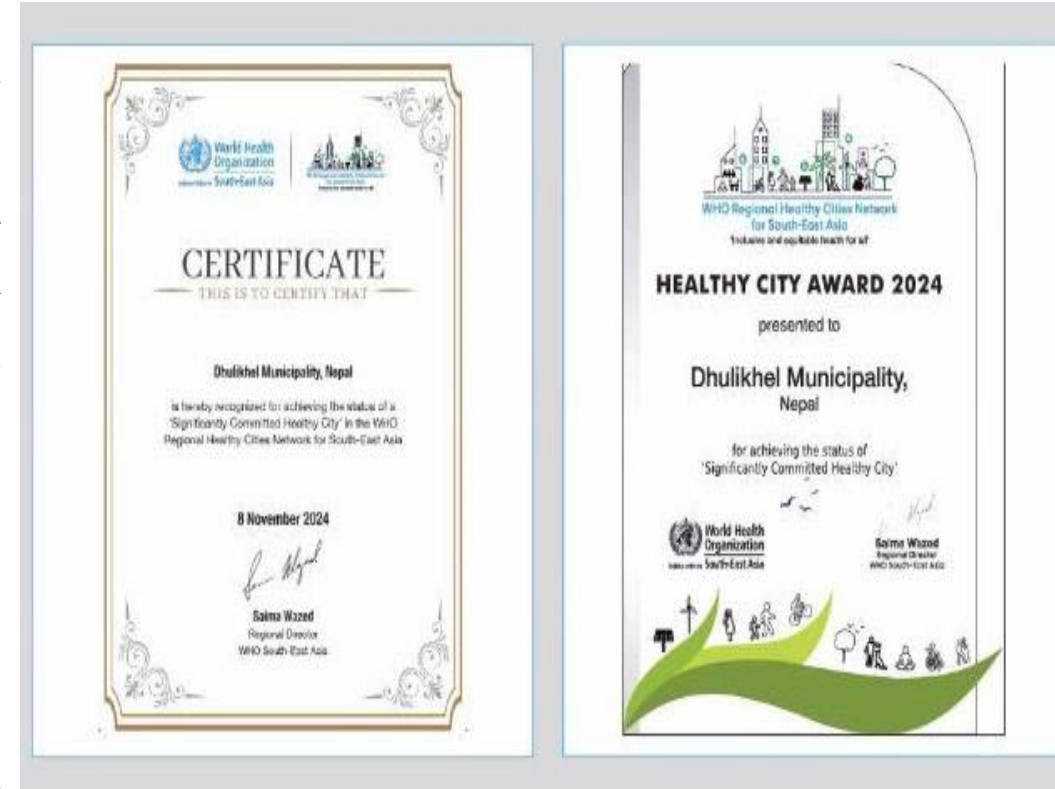 World Health
Organization
South-East Asia
CERTIFICATE
THIS IS TO CERTIFY THAT
Dhulikhel Municipality, Nepal
is hereby recognized for achieving the status of a
'Significantly Committed Healthy City' in the WHO
Regional Healthy Cities Network for South-East Asia
8 November 2024
Saima Wazed
Regional Director
WHO South-East Asia
WHO Regional Healthy Cities Network
for South-East Asia
'Inclusive and equitable health for all'
HEALTHY CITY AWARD 2024
presented to
Dhulikhel Municipality,
Nepal
for achieving the status of
'Significantly Committed Healthy City'
World Health
Organization
South-East Asia
Saima Wazed
Regional Director
WHO South-East Asia